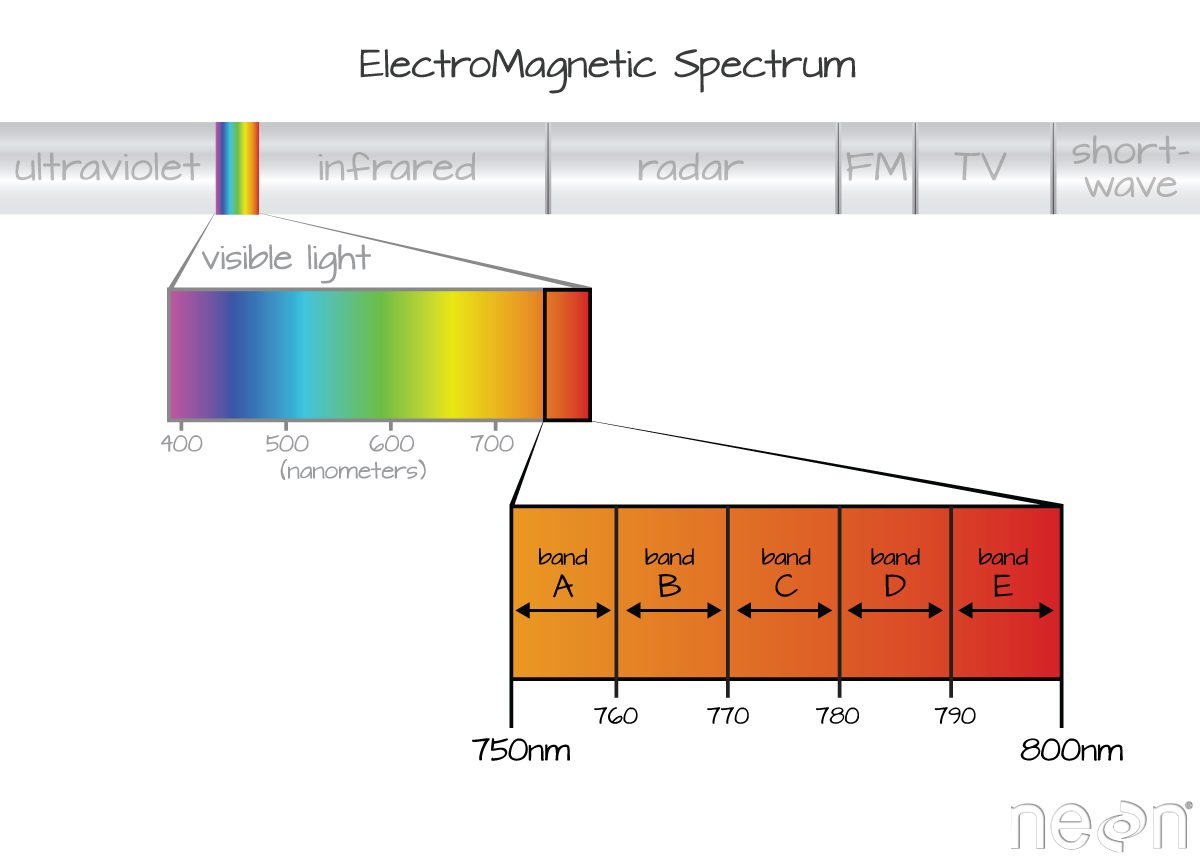 ElectroMagnetic Spectrum
ultraviolet infrared radar FM TV short-
wave
visible light
400 500 600 700
(nanometers)
band band band band band
A B C D E
760 770 780 790
750nm 800nm
neon®